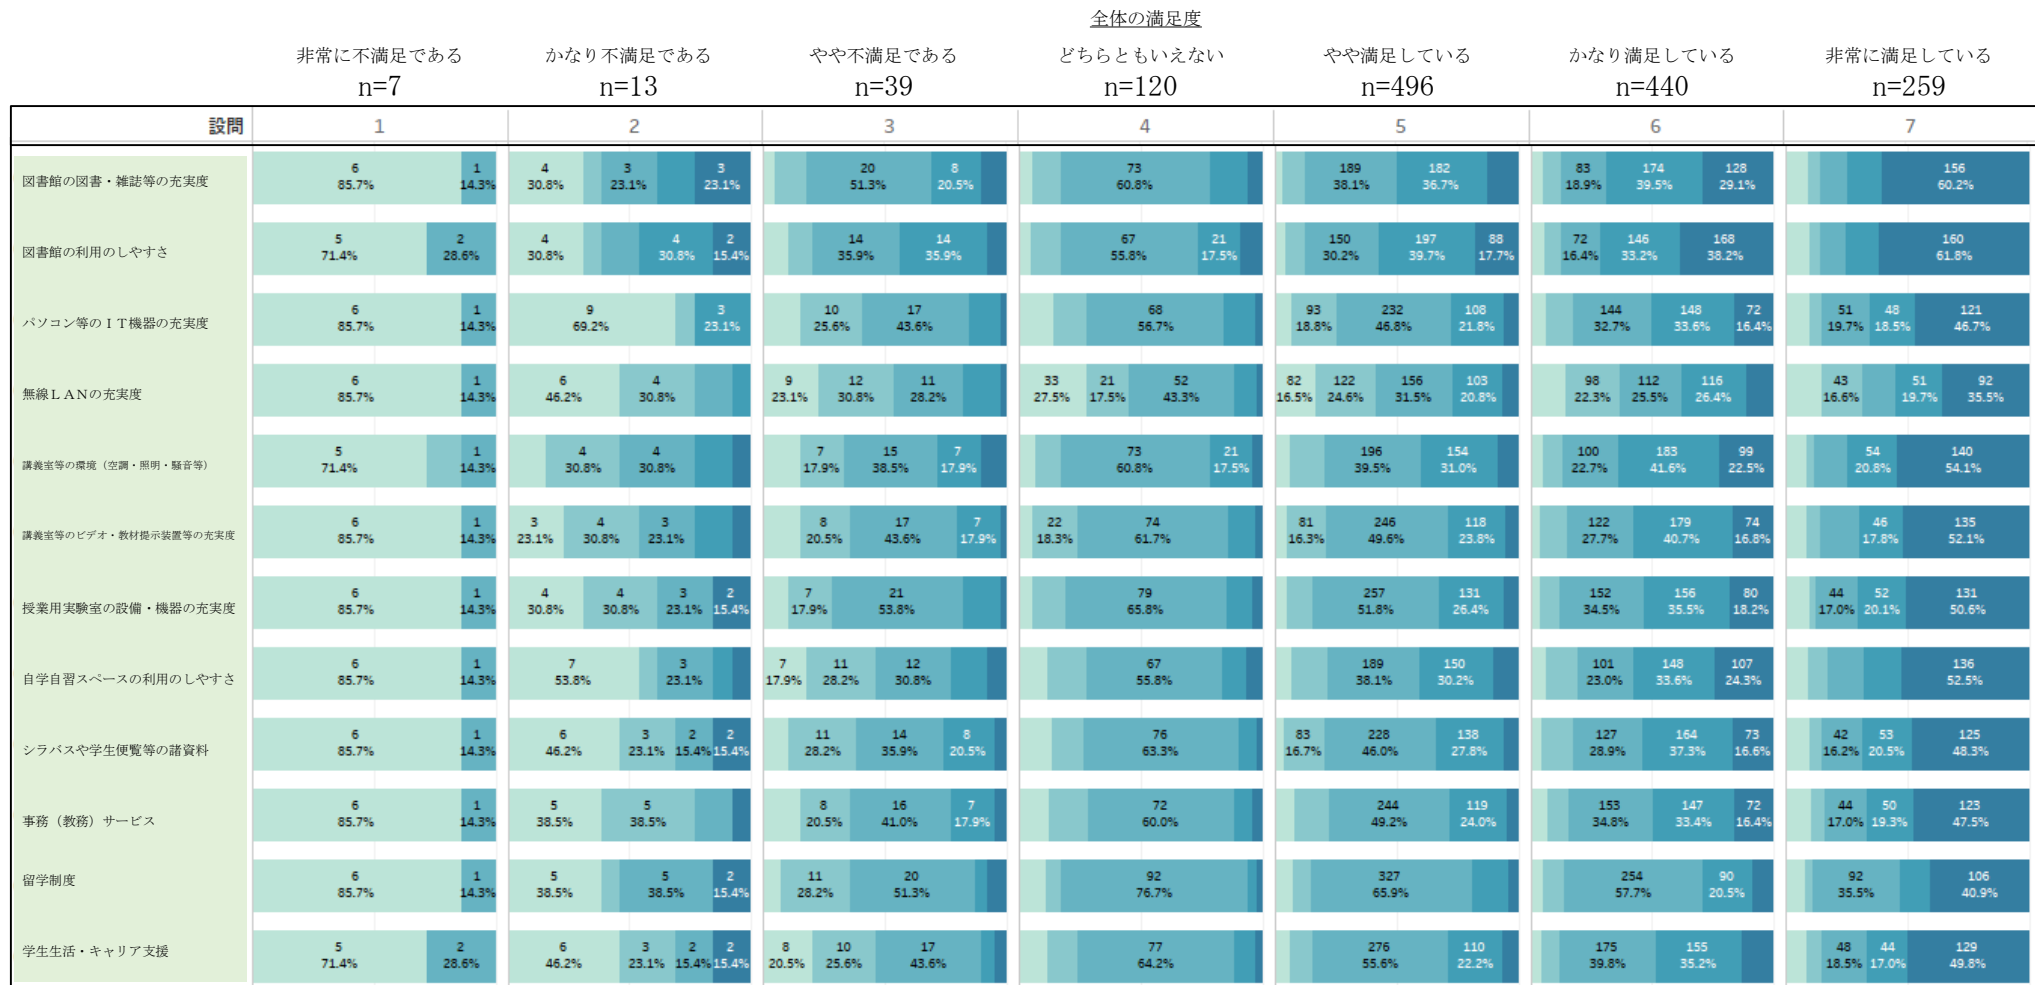 全体の満足度
非常に不満足である かなり不満足である やや不満足である どちらともいえない やや満足している かなり満足している 非常に満足している
n=7 n=13 n=39 n=120 n=496 n=440 n=259
設問 1 2 3 4 5 6 7
図書館の図書・雑誌等の充実度
6 1 4 3 3 20 8 73 189 182 83 174 128 156
85.7% 14.3% 30.8% 23.1% 23.1% 51.3% 20.5% 60.8% 38.1% 36.7% 18.9% 39.5% 29.1% 60.2%
図書館の利用のしやすさ
5 2 4 4 2 14 14 67 21 150 197 88 72 146 168 160
71.4% 28.6% 30.8% 30.8% 15.4% 35.9% 35.9% 55.8% 17.5% 30.2% 39.7% 17.7% 16.4% 33.2% 38.2% 61.8%
パソコン等のＩＴ機器の充実度
6 1 9 3 10 17 68 93 232 108 144 148 72 51 48 121
85.7% 14.3% 69.2% 23.1% 25.6% 43.6% 56.7% 18.8% 46.8% 21.8% 32.7% 33.6% 16.4% 19.7% 18.5% 46.7%
無線ＬＡＮの充実度
6 1 6 4 9 12 11 33 21 52 82 122 156 103 98 112 116 43 51 92
85.7% 14.3% 46.2% 30.8% 23.1% 30.8% 28.2% 27.5% 17.5% 43.3% 16.5% 24.6% 31.5% 20.8% 22.3% 25.5% 26.4% 16.6% 19.7% 35.5%
講義室等の環境（空調・照明・騒音等）
5 1 4 4 7 15 7 73 21 196 154 100 183 99 54 140
71.4% 14.3% 30.8% 30.8% 17.9% 38.5% 17.9% 60.8% 17.5% 39.5% 31.0% 22.7% 41.6% 22.5% 20.8% 54.1%
講義室等のビデオ・教材提示装置等の充実度
6 1 3 4 3 8 17 7 22 74 81 246 118 122 179 74 46 135
85.7% 14.3% 23.1% 30.8% 23.1% 20.5% 43.6% 17.9% 18.3% 61.7% 16.3% 49.6% 23.8% 27.7% 40.7% 16.8% 17.8% 52.1%
授業用実験室の設備・機器の充実度
6 1 4 4 3 2 7 21 79 257 131 152 156 80 44 52 131
85.7% 14.3% 30.8% 30.8% 23.1% 15.4% 17.9% 53.8% 65.8% 51.8% 26.4% 34.5% 35.5% 18.2% 17.0% 20.1% 50.6%
自学自習スペースの利用のしやすさ
6 1 7 3 7 11 12 67 189 150 101 148 107 136
85.7% 14.3% 53.8% 23.1% 17.9% 28.2% 30.8% 55.8% 38.1% 30.2% 23.0% 33.6% 24.3% 52.5%
シラバスや学生便覧等の諸資料
6 1 6 3 2 2 11 14 8 76 83 228 138 127 164 73 42 53 125
85.7% 14.3% 46.2% 23.1% 15.4% 15.4% 28.2% 35.9% 20.5% 63.3% 16.7% 46.0% 27.8% 28.9% 37.3% 16.6% 16.2% 20.5% 48.3%
事務（教務）サービス
6 1 5 5 8 16 7 72 244 119 153 147 72 44 50 123
85.7% 14.3% 38.5% 38.5% 20.5% 41.0% 17.9% 60.0% 49.2% 24.0% 34.8% 33.4% 16.4% 17.0% 19.3% 47.5%
留学制度
6 1 5 5 2 11 20 92 327 254 90 92 106
85.7% 14.3% 38.5% 38.5% 15.4% 28.2% 51.3% 76.7% 65.9% 57.7% 20.5% 35.5% 40.9%
学生生活・キャリア支援
5 2 6 3 2 2 8 10 17 77 276 110 175 155 48 44 129
71.4% 28.6% 46.2% 23.1% 15.4% 15.4% 20.5% 25.6% 43.6% 64.2% 55.6% 22.2% 39.8% 35.2% 18.5% 17.0% 49.8%